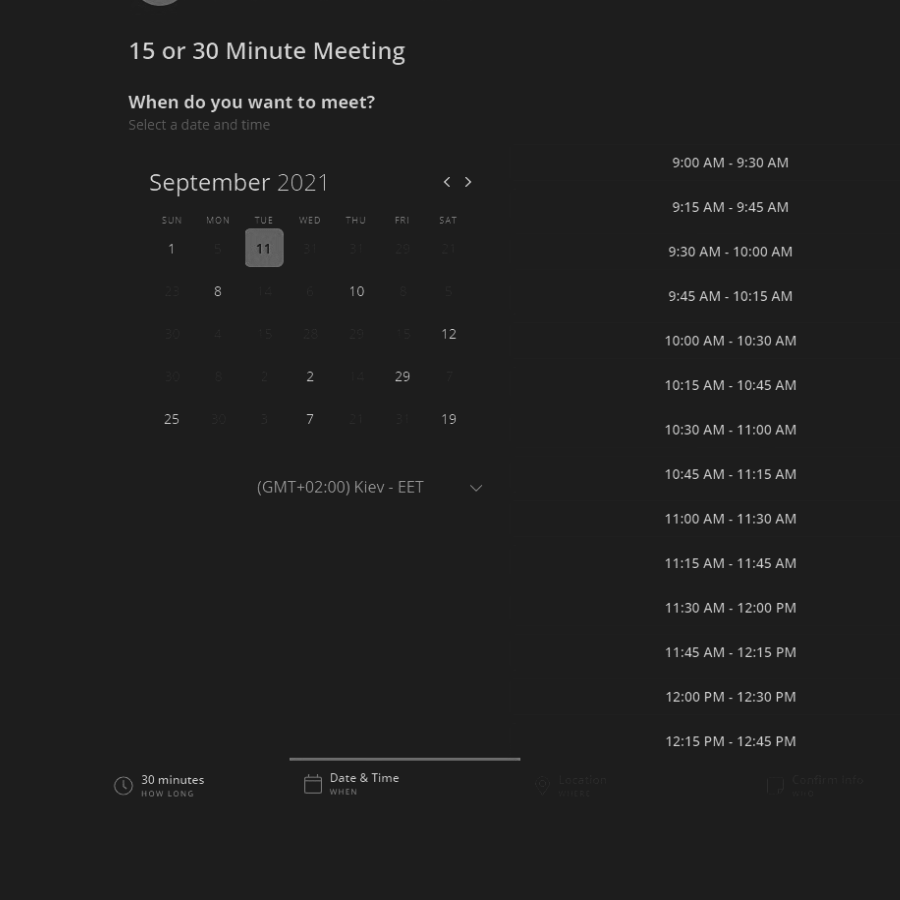 15 or 30 Minute Meeting
When do you want to meet?
Select a date and time
September 2021
SUN MON TUE WED THU FRI SAT
1 5 11 31 31 29 21
23 8 14 6 10 8 5
30 4 15 28 29 15 12
30 5 2 2 14 29 7
25 30 3 7 21 31 19
(GMT+02:00) Kiev - EET
9:00 AM - 9:30 AM
9:15 AM - 9:45 AM
9:30 AM - 10:00 AM
9:45 AM - 10:15 AM
10:00 AM - 10:30 AM
10:15 AM - 10:45 AM
10:30 AM - 11:00 AM
10:45 AM - 11:15 AM
11:00 AM - 11:30 AM
11:15 AM - 11:45 AM
11:30 AM - 12:00 PM
11:45 AM - 12:15 PM
12:00 PM - 12:30 PM
12:15 PM - 12:45 PM
30 minutes
HOW LONG
Date & Time
WHEN
Location
WHERE
Confirm Info